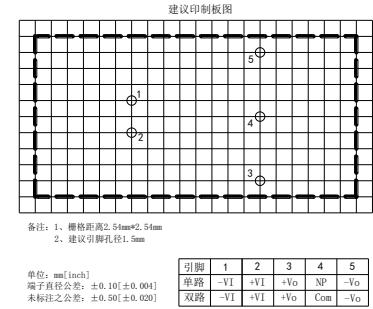 建议印制板图
5
1
4
2
3
备注：1、栅格距离2.54mm*2.54mm
2、建议引脚孔径1.5mm
单位：mm[inch]
端子直径公差：±0.10[±0.004]
未标注之公差：±0.50[±0.020]
引脚 1 2 3 4 5
单路 -VI +VI +Vo NP -Vo
双路 -VI +VI +Vo Com -Vo